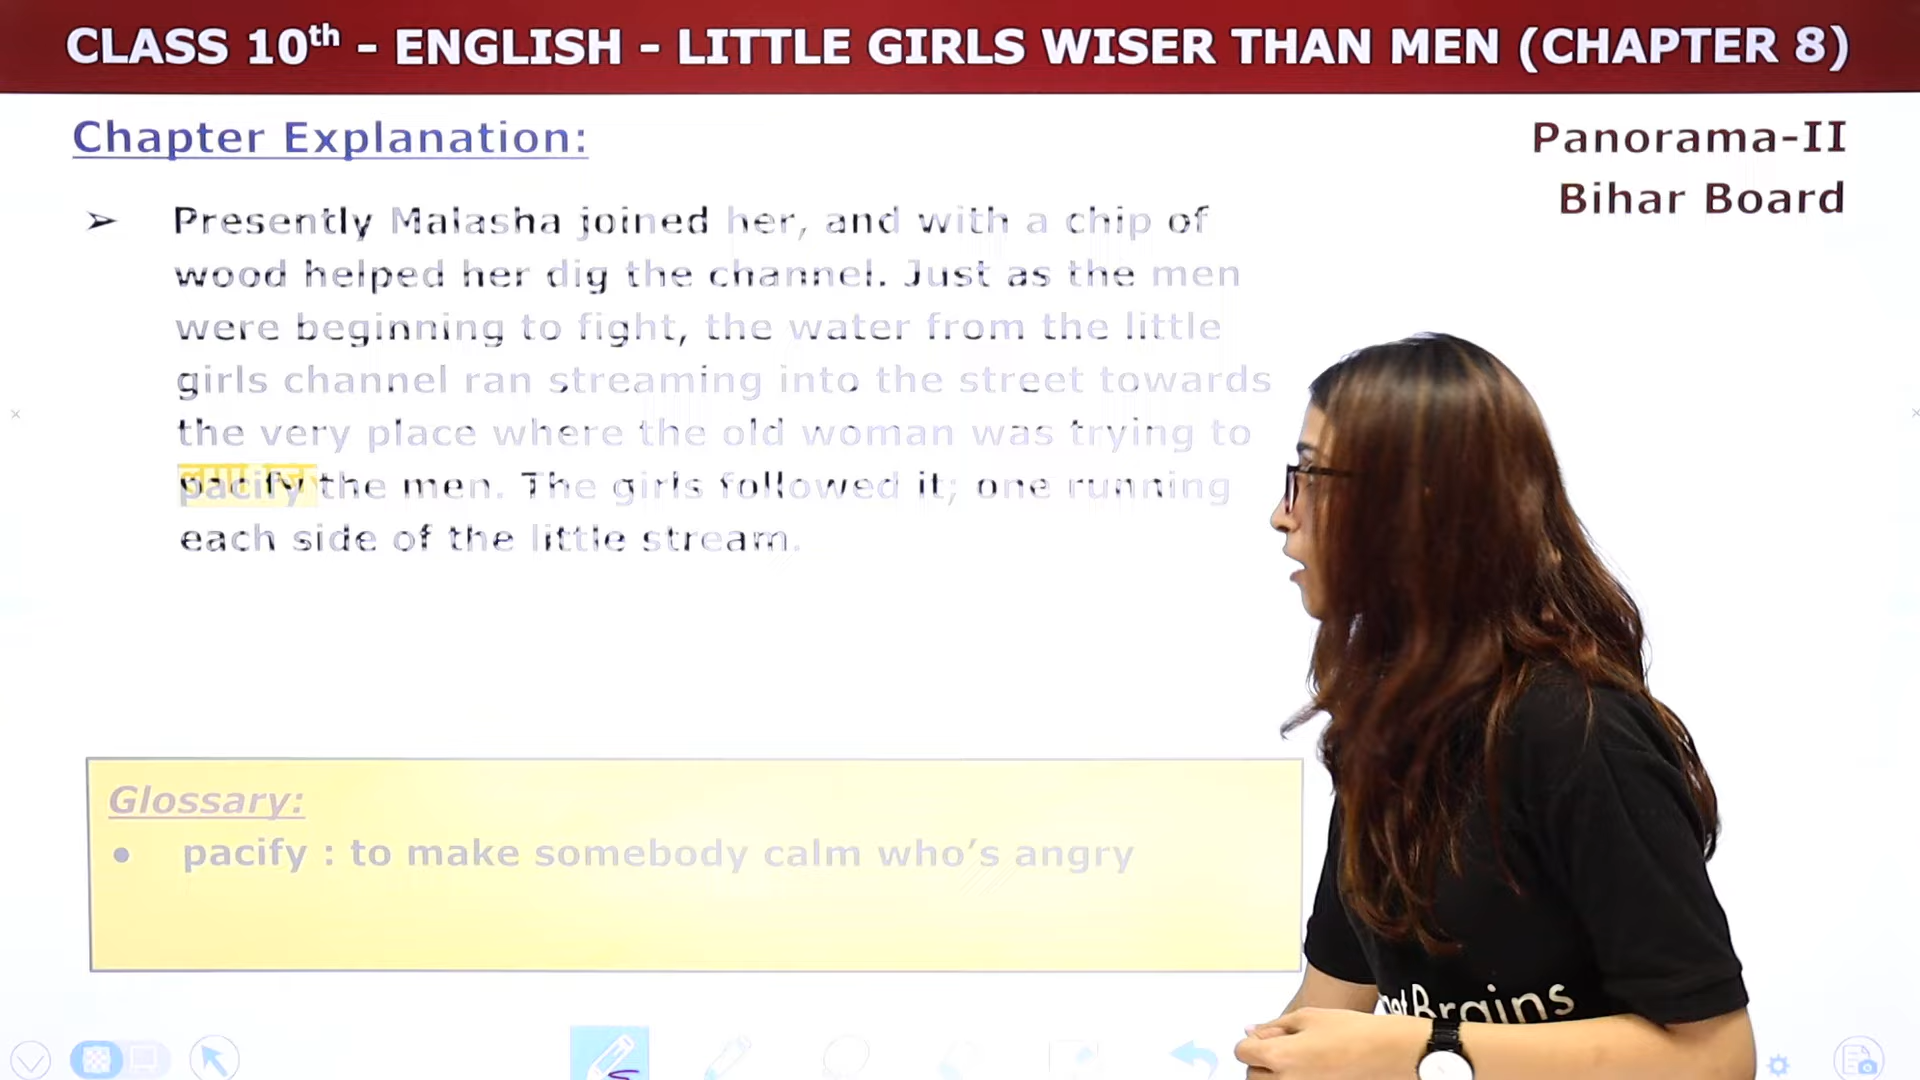 CLASS 10th - ENGLISH - LITTLE GIRLS WISER THAN MEN (CHAPTER 8)
Chapter Explanation:
Panorama-II
Bihar Board
➢ Presently Malasha joined her, and with a chip of
wood helped her dig the channel. Just as the men
were beginning to fight, the water from the little
girls channel ran streaming into the street towards
the very place where the old woman was trying to
pacify the men. The girls followed it; one running
each side of the little stream.
Glossary:
• pacify : to make somebody calm who’s angry
Brains